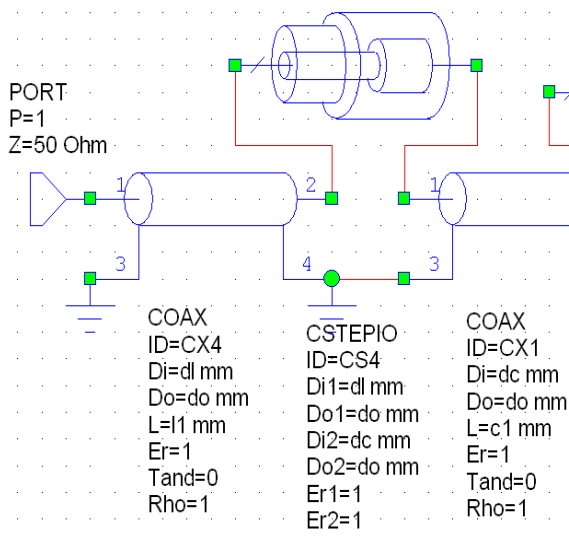 PORT
P=1
Z=50 Ohm
1
2
1
3
4
3
COAX
ID=CX4
Di=dl mm
Do=do mm
L=l1 mm
Er=1
Tand=0
Rho=1
CSTEPIO
ID=CS4
Di1=dl mm
Do1=do mm
Di2=dc mm
Do2=do mm
Er1=1
Er2=1
COAX
ID=CX1
Di=dc mm
Do=do mm
L=c1 mm
Er=1
Tand=0
Rho=1